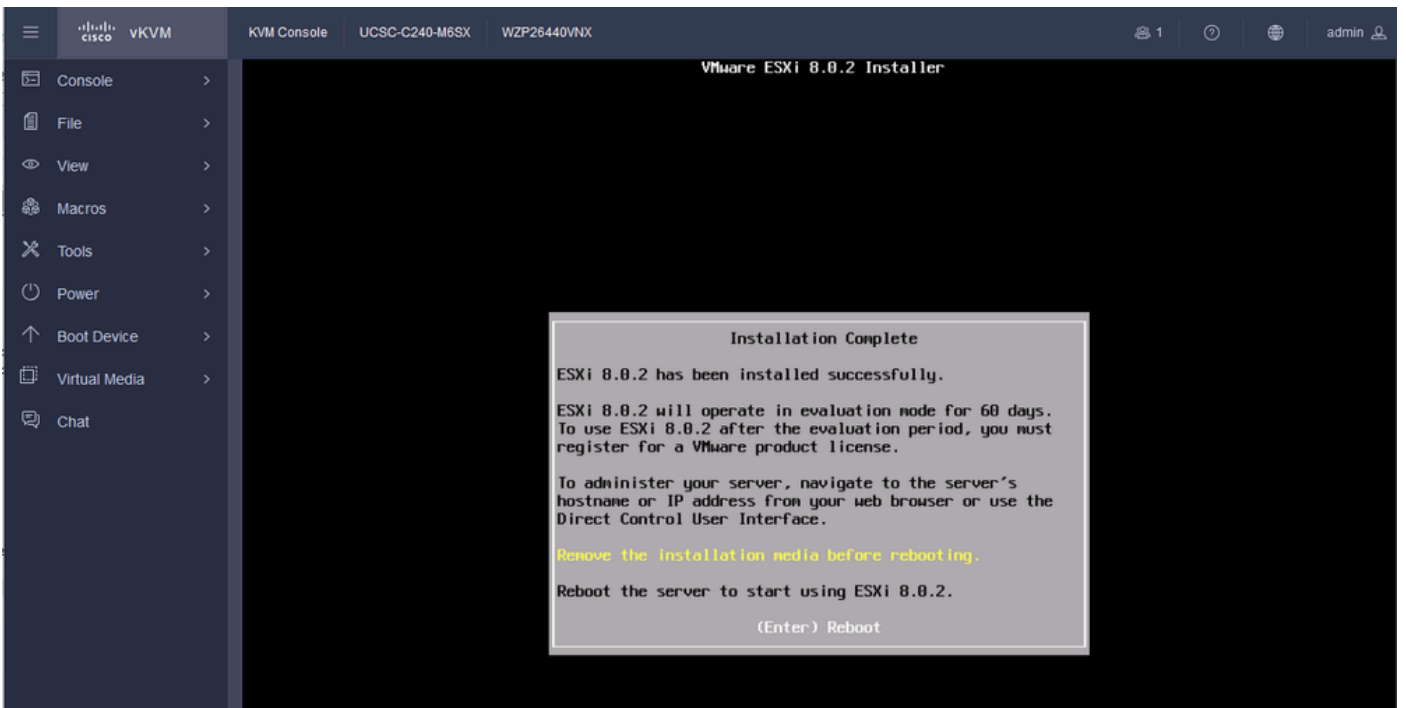 cisco vKVM KVM Console UCSC-C240-M6SX WZP26440VNX 1 admin
VMware ESXi 8.0.2 Installer
Console
File
View
Macros
Tools
Power
Boot Device
Virtual Media
Chat
Installation Complete
ESXi 8.0.2 has been installed successfully.
ESXi 8.0.2 will operate in evaluation mode for 60 days.
To use ESXi 8.0.2 after the evaluation period, you must
register for a VMware product license.
To administer your server, navigate to the server's
hostname or IP address from your web browser or use the
Direct Control User Interface.
Remove the installation media before rebooting.
Reboot the server to start using ESXi 8.0.2.
(Enter) Reboot